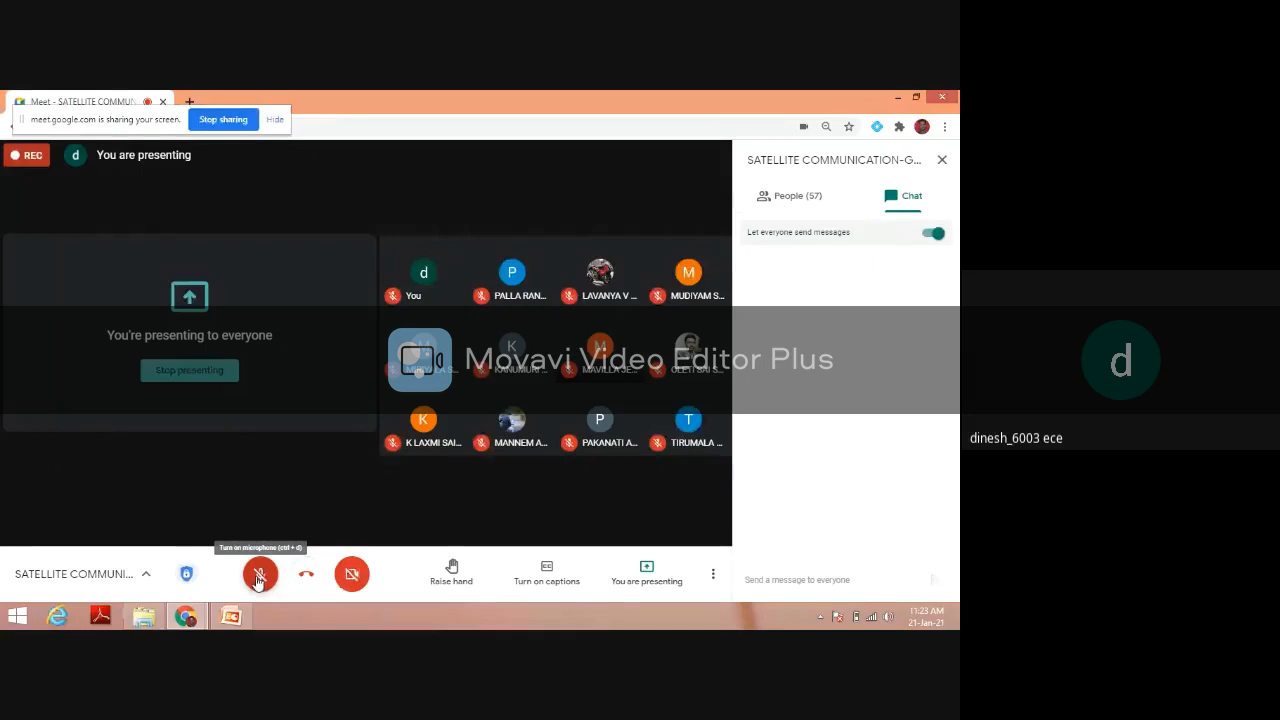 Meet - SATELLITE COMMUN
meet.google.com is sharing your screen.
Stop sharing
Hide
REC
d
You are presenting
SATELLITE COMMUNICATION-G...
People (57)
Chat
Let everyone send messages
d
P
M
You
PALLA RAN...
LAVANYA V ...
MUDIYAM S...
You're presenting to everyone
Stop presenting
K
M
Movavi Video Editor Plus
d
K
P
T
K LAXMI SAI...
MANNEM A...
PAKANATI A...
TIRUMALA ...
dinesh_6003 ece
Turn on microphone (ctrl + d)
SATELLITE COMMUNI...
Raise hand
Turn on captions
You are presenting
Send a message to everyone
11:23 AM
21-Jan-21